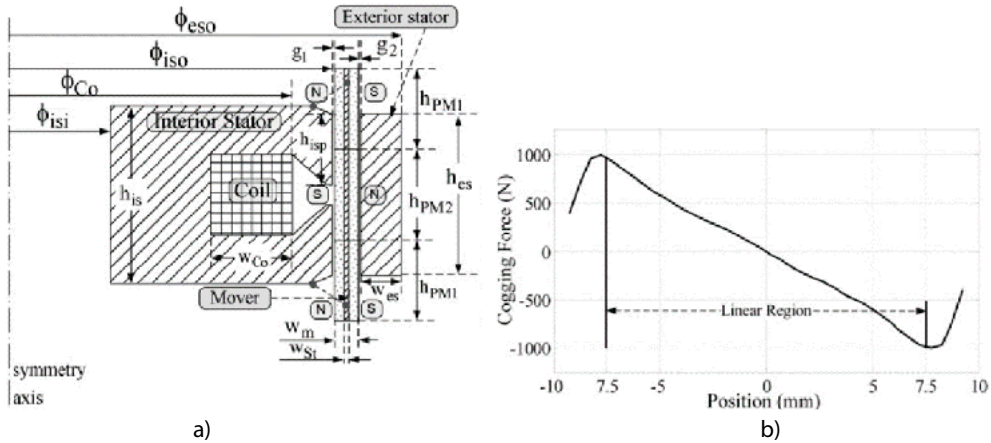 ϕeso
Exterior stator
g1
g2
ϕiso
ϕCo
N
S
hPM1
ϕisi
Interior Stator
hisp
hes
his
Coil
S
N
hPM2
wCo
wes
hPM1
Mover
N
S
wm
wSt
symmetry
axis
a)
Cogging Force (N)
1000
500
0
-500
-1000
Linear Region
-10
7.5
-5
0
5
7.5
10
Position (mm)
b)